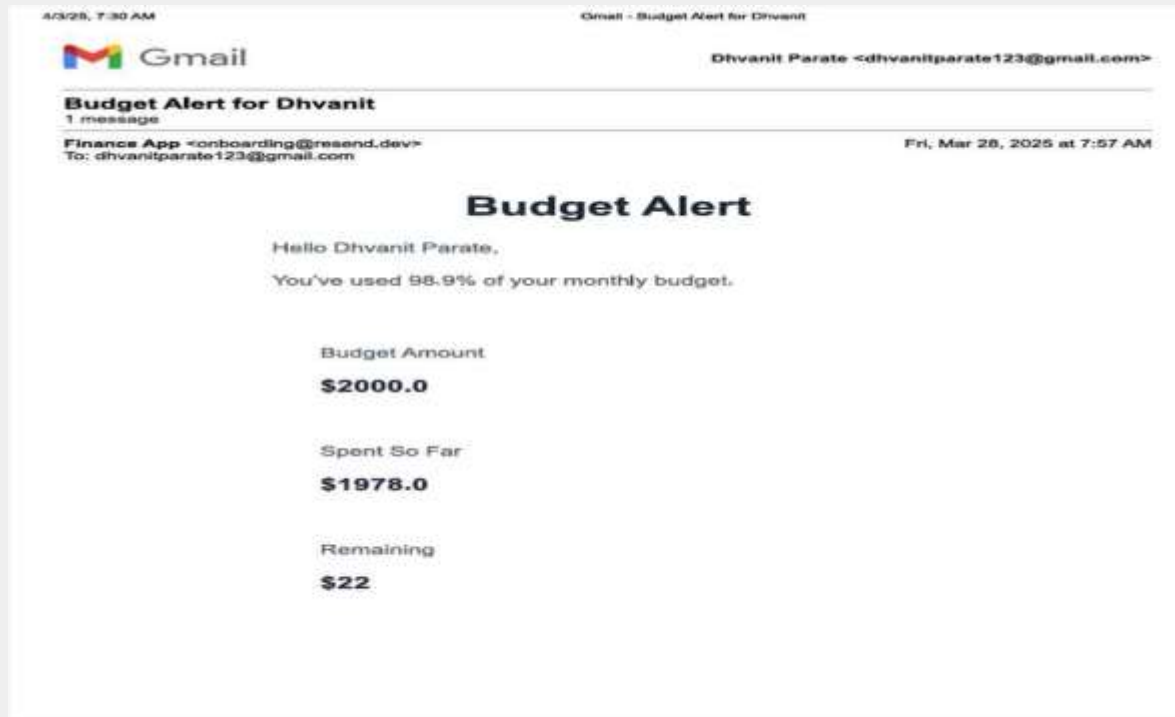 4/3/25, 7:30 AM Gmail - Budget Alert for Dhvanit
Gmail Dhvanit Parate <dhvanitparate123@gmail.com>
Budget Alert for Dhvanit
1 message
Finance App <onboarding@resend.dev> Fri, Mar 28, 2025 at 7:57 AM
To: dhvanitparate123@gmail.com
Budget Alert
Hello Dhvanit Parate,
You've used 98.9% of your monthly budget.
Budget Amount
$2000.0
Spent So Far
$1978.0
Remaining
$22